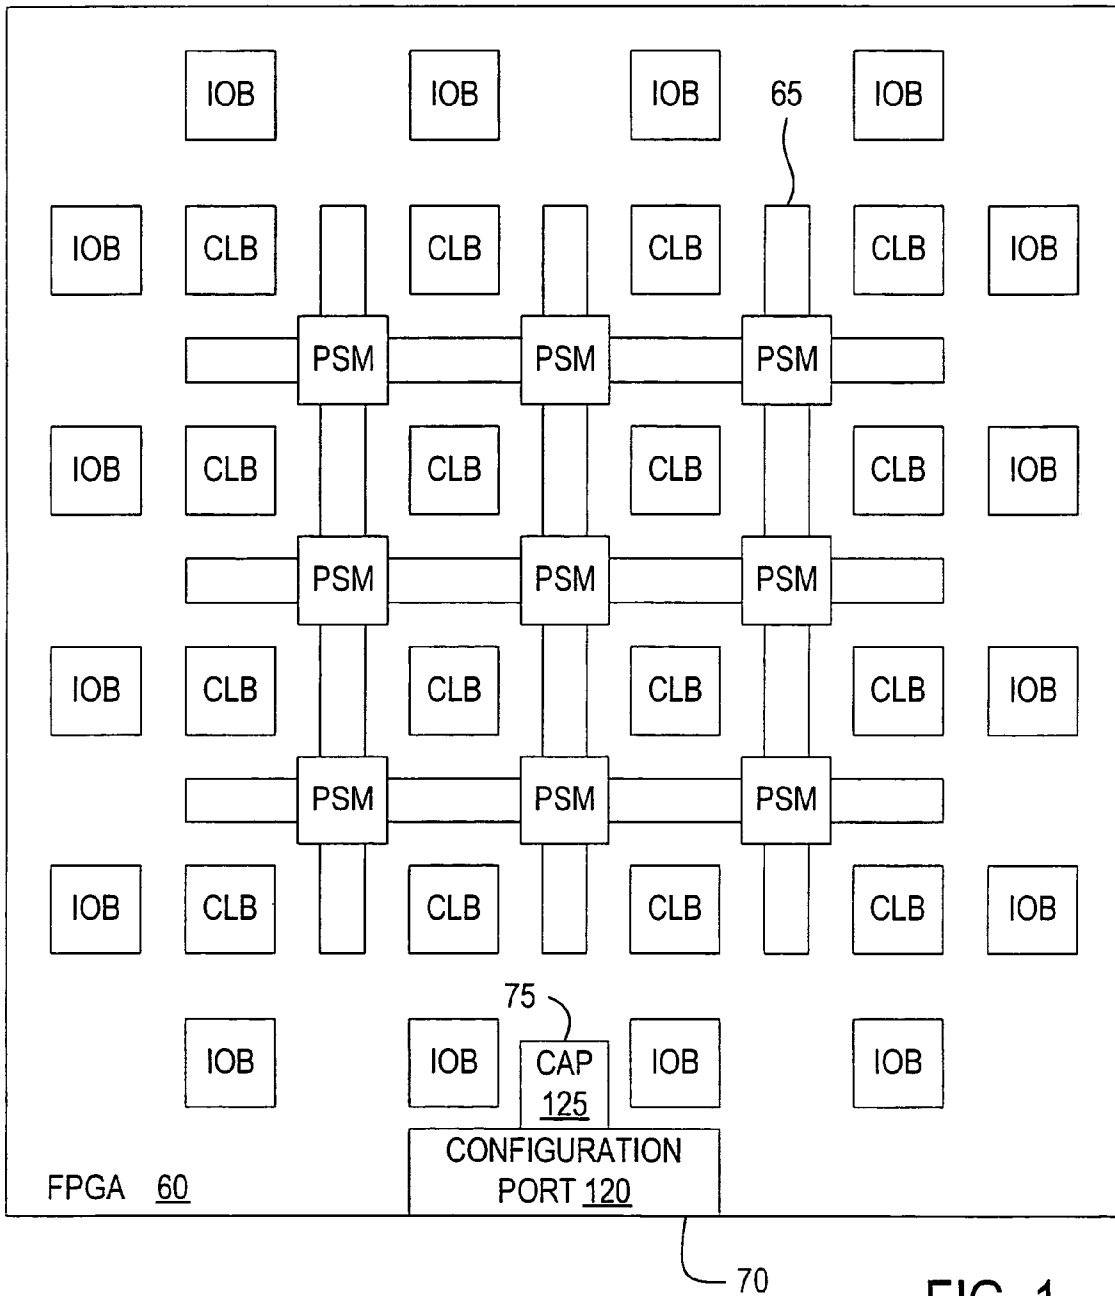 IOB IOB IOB 65 IOB
IOB CLB CLB CLB CLB IOB
PSM PSM PSM
IOB CLB CLB CLB CLB IOB
PSM PSM PSM
IOB CLB CLB CLB CLB IOB
PSM PSM PSM
IOB CLB CLB CLB CLB IOB
75
IOB IOB CAP IOB IOB
125
CONFIGURATION
PORT 120
FPGA 60
70
FIG. 1